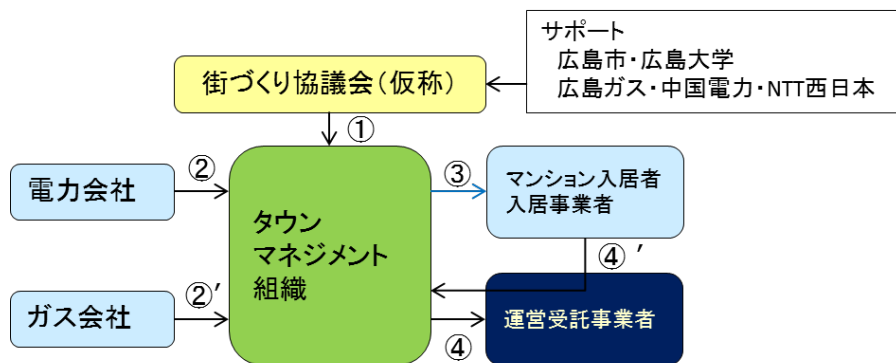 サポート
広島市・広島大学
広島ガス・中国電力・NTT西日本
街づくり協議会（仮称）
①
電力会社
②
タウン
マネジメント
組織
③
マンション入居者
入居事業者
④ ′
ガス会社
②′
④
運営受託事業者